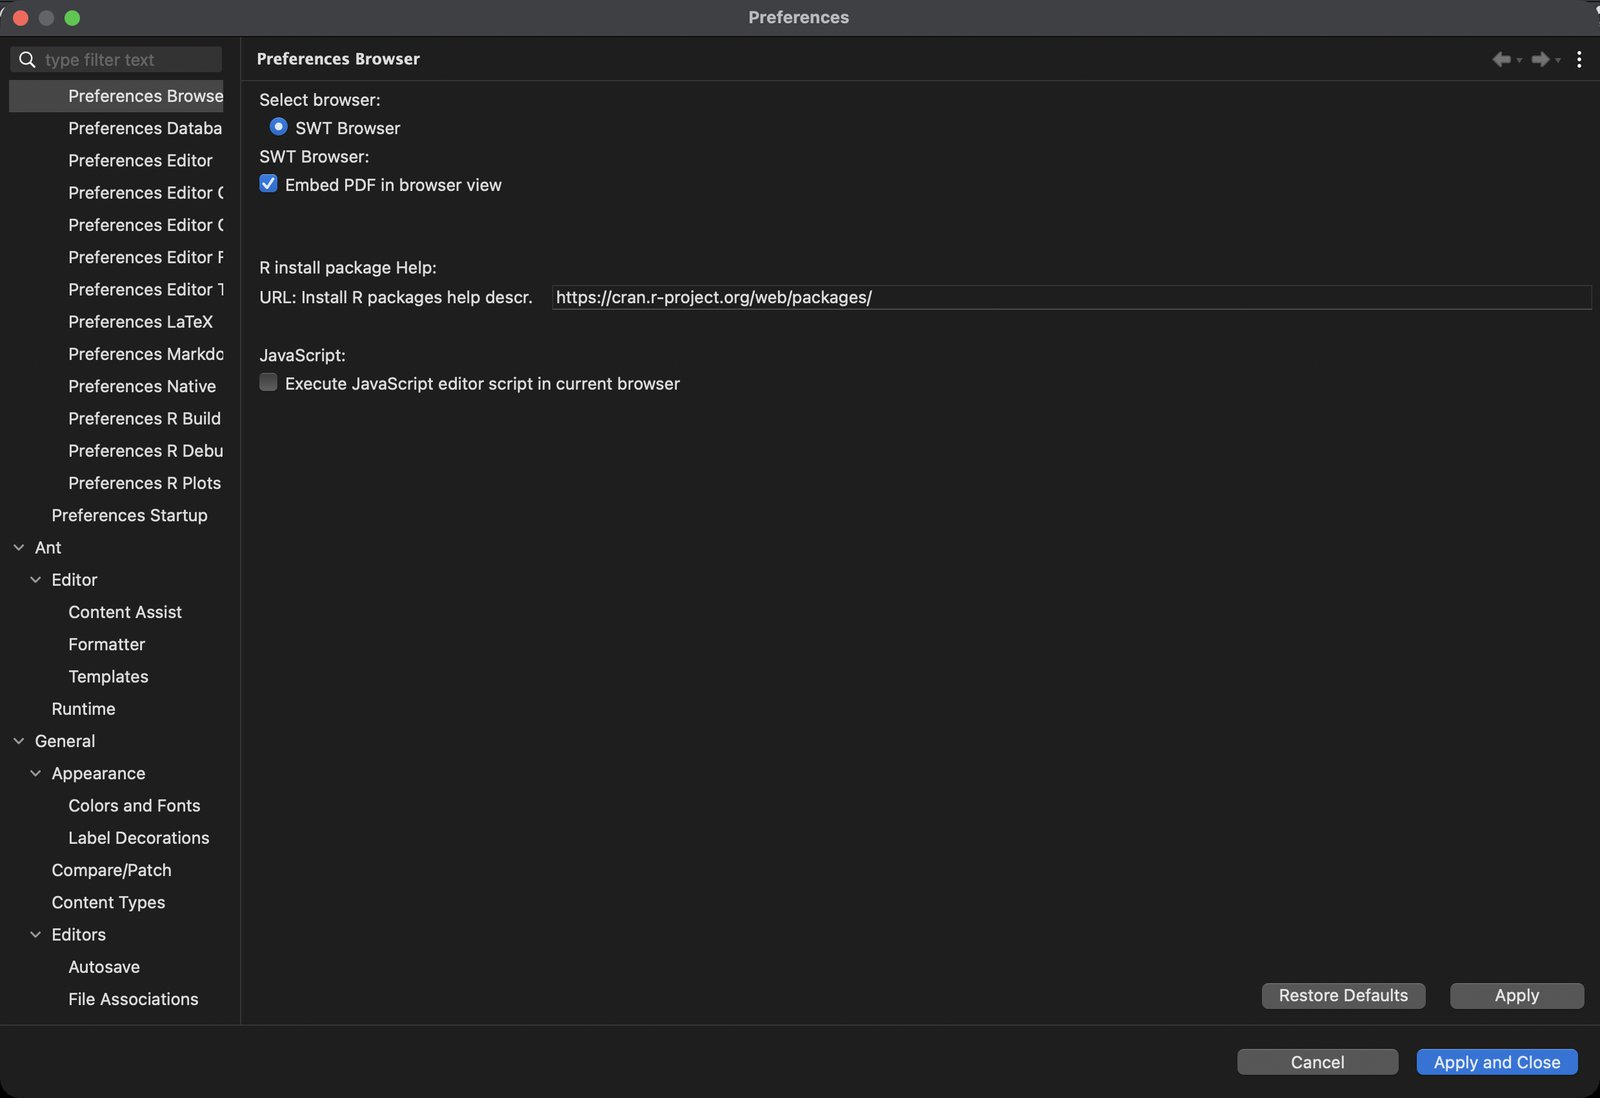 Preferences
type filter text
Preferences Browser
Preferences Browse
Preferences Databa
Preferences Editor
Preferences Editor
Preferences Editor
Preferences Editor F
Preferences Editor T
Preferences LaTeX
Preferences Markdo
Preferences Native
Preferences R Build
Preferences R Debu
Preferences R Plots
Preferences Startup
Ant
Editor
Content Assist
Formatter
Templates
Runtime
General
Appearance
Colors and Fonts
Label Decorations
Compare/Patch
Content Types
Editors
Autosave
File Associations
Select browser:
SWT Browser
SWT Browser:
Embed PDF in browser view
R install package Help:
URL: Install R packages help descr. https://cran.r-project.org/web/packages/
JavaScript:
Execute JavaScript editor script in current browser
Restore Defaults Apply
Cancel Apply and Close